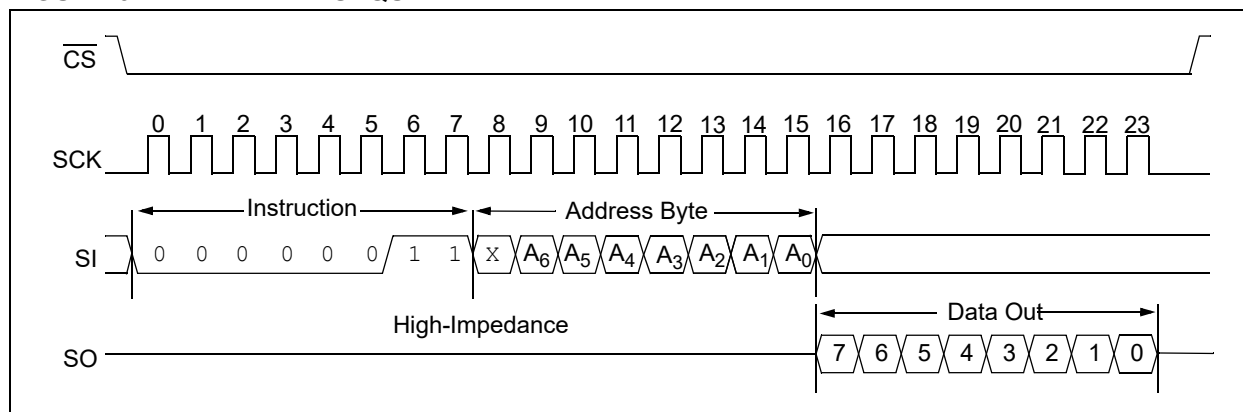 CS
0 1 2 3 4 5 6 7 8 9 10 11 12 13 14 15 16 17 18 19 20 21 22 23
SCK
Instruction Address Byte
SI 0 0 0 0 0 0 1 1 X A6 A5 A4 A3 A2 A1 A0
Data Out
High-Impedance
SO 7 6 5 4 3 2 1 0